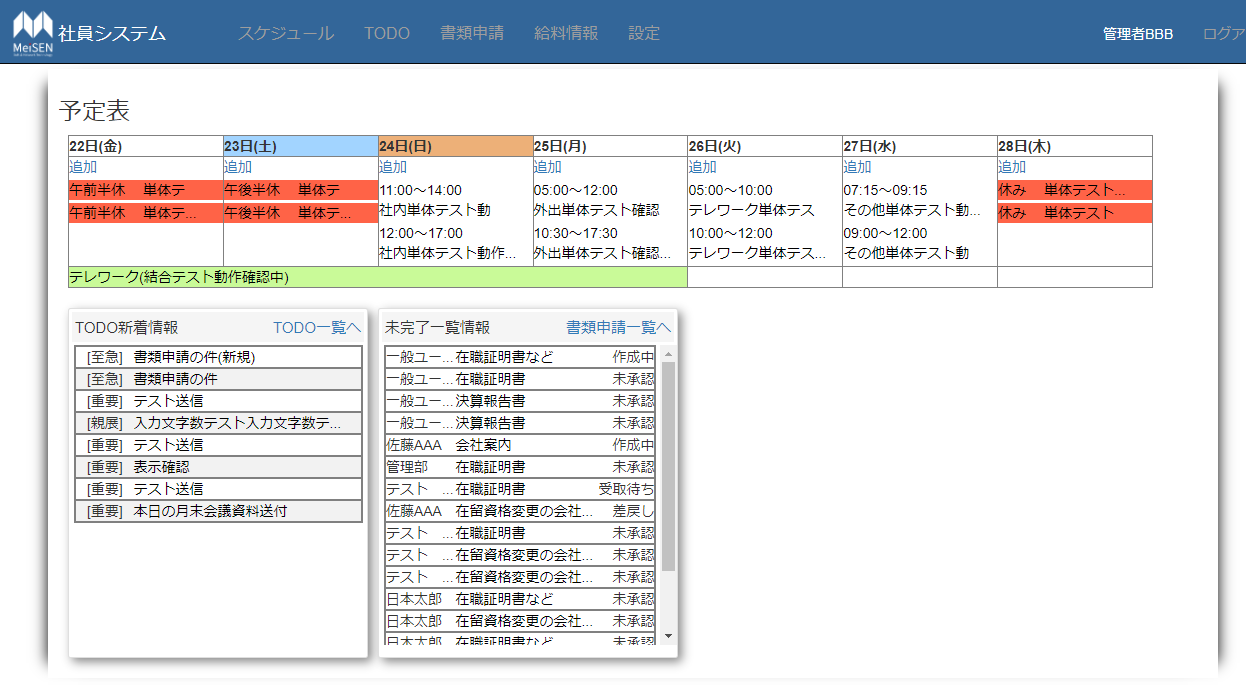 MerSEN
社員システム スケジュール TODO 書類申請 給料情報 設定 管理者BBB ログア
予定表
22日(金) 23日(土) 24日(日) 25日(月) 26日(火) 27日(水) 28日(木)
追加 追加 追加 追加 追加 追加 追加
午前半休 単体テ 午後半休 単体テ 11:00～14:00 05:00～12:00 05:00～10:00 07:15～09:15 休み 単体テスト...
社内単体テスト動 外出単体テスト確認 テレワーク単体テス その他単体テスト動...
午前半休 単体テ... 午後半休 単体テ... 12:00～17:00 10:30～17:30 10:00～12:00 09:00～12:00 休み 単体テスト
社内単体テスト動作... 外出単体テスト確認... テレワーク単体テス... その他単体テスト動
テレワーク(結合テスト動作確認中)
TODO新着情報 TODO一覧へ
[至急] 書類申請の件(新規)
[至急] 書類申請の件
[重要] テスト送信
[親展] 入力文字数テスト入力文字数テ...
[重要] テスト送信
[重要] 表示確認
[重要] テスト送信
[重要] 本日の月末会議資料送付
未完了一覧情報 書類申請一覧へ
一般ユー... 在職証明書など 作成中
一般ユー... 在職証明書 未承認
一般ユー... 決算報告書 未承認
一般ユー... 決算報告書 未承認
佐藤AAA 会社案内 作成中
管理部 在職証明書 未承認
テスト ... 在職証明書 受取待ち
佐藤AAA 在留資格変更の会社... 差戻し
テスト ... 在職証明書 未承認
テスト ... 在留資格変更の会社... 未承認
テスト ... 在留資格変更の会社... 未承認
日本太郎 在職証明書など 未承認
日本太郎 在留資格変更の会社... 未承認
日本太郎 在職証明書など 未承認